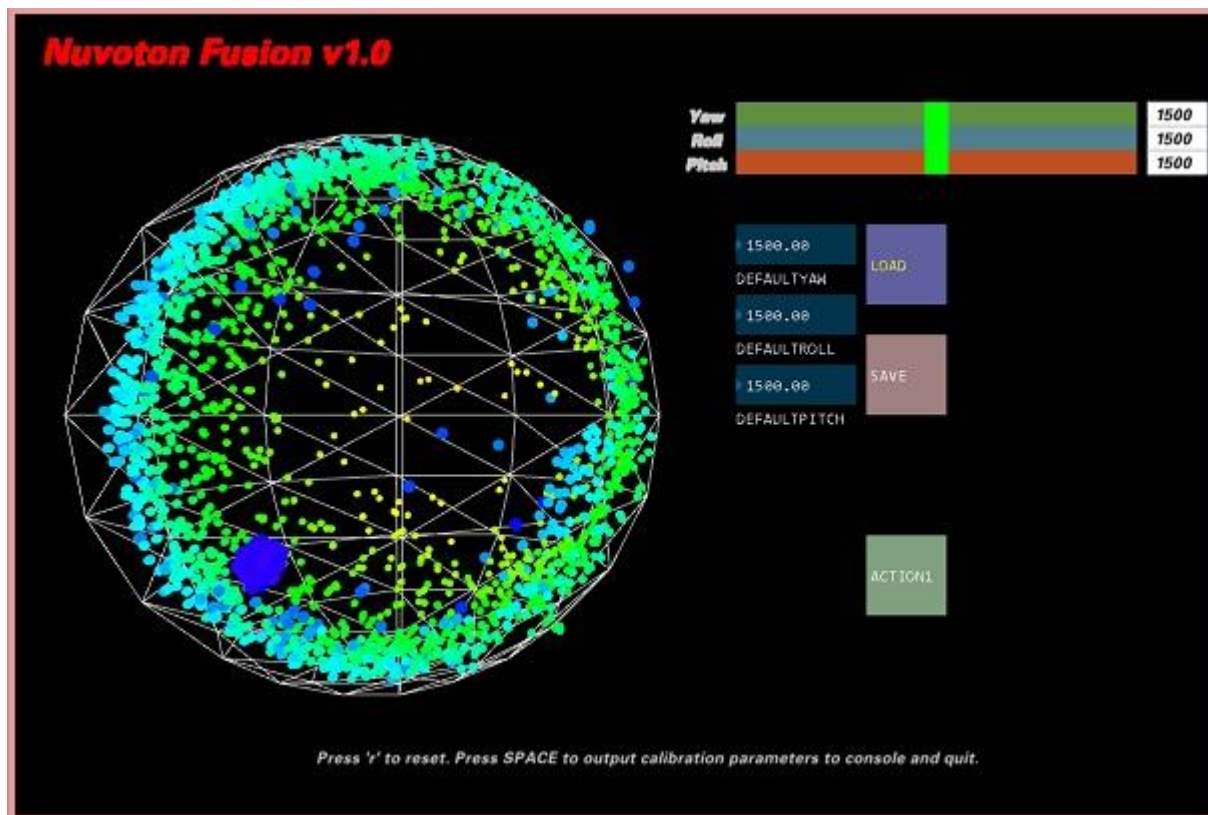 Nuvoton Fusion v1.0
Yaw 1500
Roll 1500
Pitch 1500
1500.00
DEFAULTYAW
LOAD
1500.00
DEFAULTROLL
SAVE
1500.00
DEFAULTPITCH
ACTION1
Press 'r' to reset. Press SPACE to output calibration parameters to console and quit.